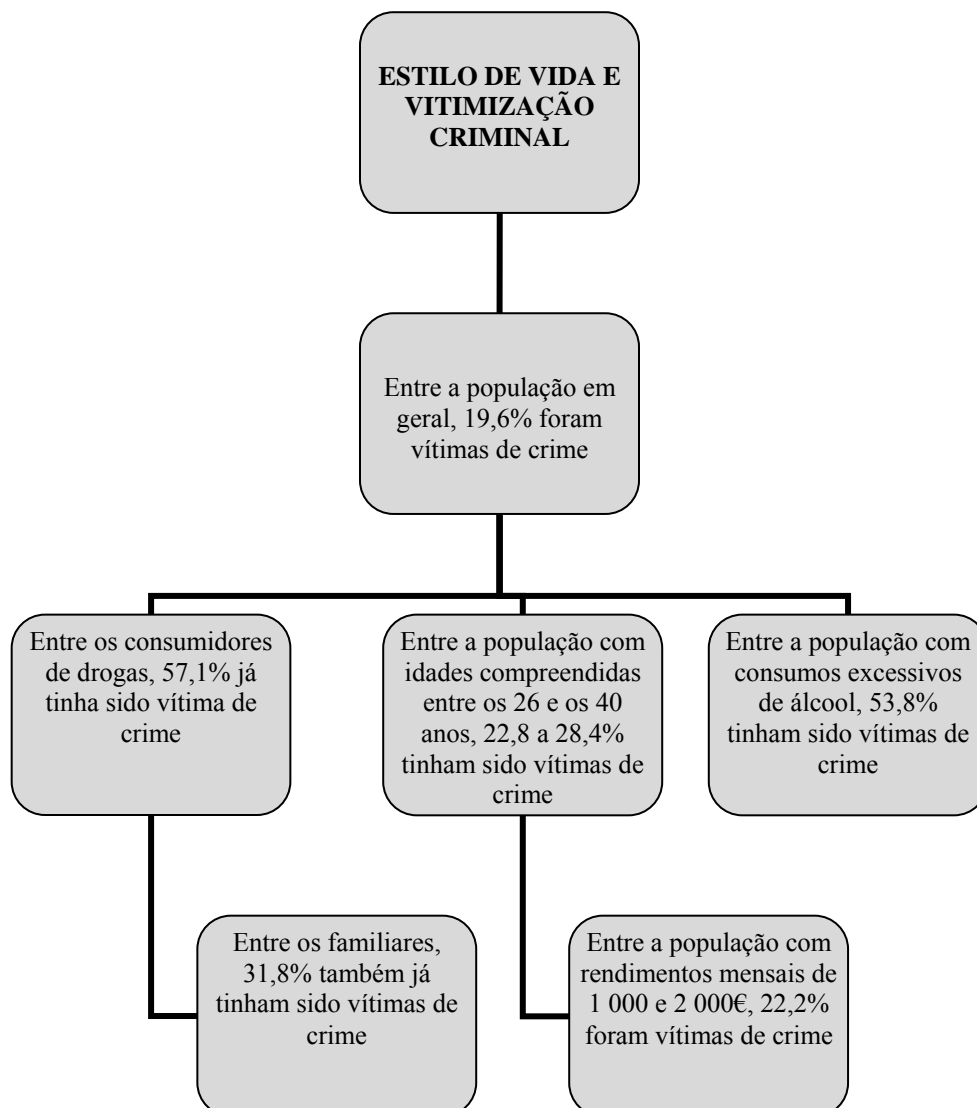 ESTILO DE VIDA E
VITIMIZAÇÃO
CRIMINAL
Entre a população em
geral, 19,6% foram
vítimas de crime
Entre os consumidores
de drogas, 57,1% já
tinha sido vítima de
crime
Entre a população com
idades compreendidas
entre os 26 e os 40
anos, 22,8 a 28,4%
tinham sido vítimas de
crime
Entre a população com
consumos excessivos
de álcool, 53,8%
tinham sido vítimas de
crime
Entre os familiares,
31,8% também já
tinham sido vítimas de
crime
Entre a população com
rendimentos mensais de
1 000 e 2 000€, 22,2%
foram vítimas de crime